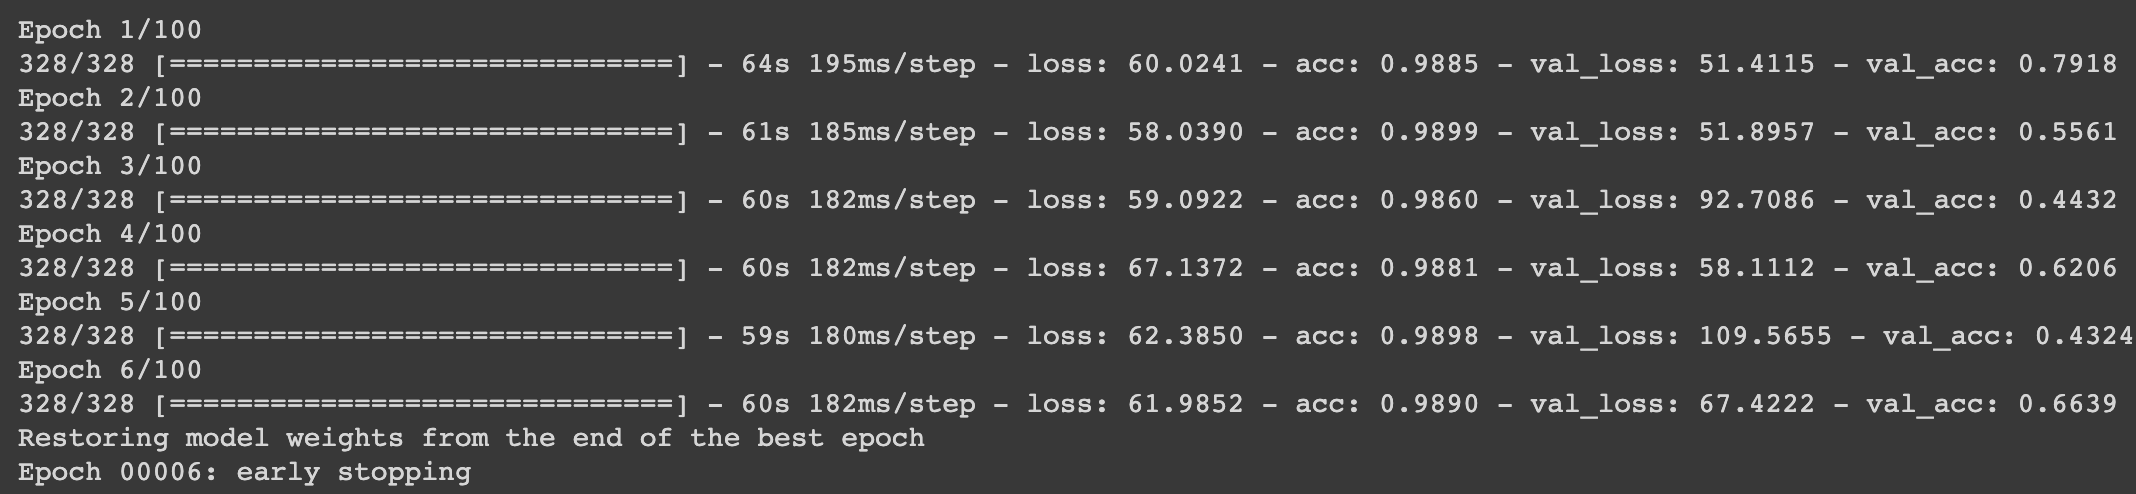 Epoch 1/100
328/328 [==============================] - 64s 195ms/step - loss: 60.0241 - acc: 0.9885 - val_loss: 51.4115 - val_acc: 0.7918
Epoch 2/100
328/328 [==============================] - 61s 185ms/step - loss: 58.0390 - acc: 0.9899 - val_loss: 51.8957 - val_acc: 0.5561
Epoch 3/100
328/328 [==============================] - 60s 182ms/step - loss: 59.0922 - acc: 0.9860 - val_loss: 92.7086 - val_acc: 0.4432
Epoch 4/100
328/328 [==============================] - 60s 182ms/step - loss: 67.1372 - acc: 0.9881 - val_loss: 58.1112 - val_acc: 0.6206
Epoch 5/100
328/328 [==============================] - 59s 180ms/step - loss: 62.3850 - acc: 0.9898 - val_loss: 109.5655 - val_acc: 0.4324
Epoch 6/100
328/328 [==============================] - 60s 182ms/step - loss: 61.9852 - acc: 0.9890 - val_loss: 67.4222 - val_acc: 0.6639
Restoring model weights from the end of the best epoch
Epoch 00006: early stopping